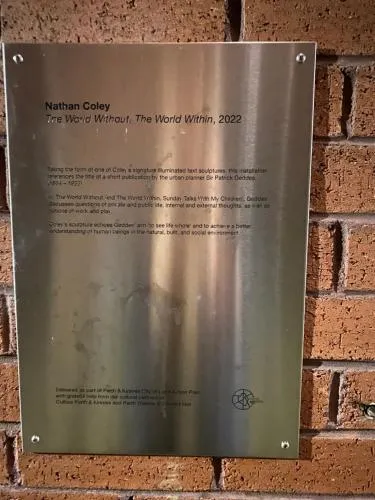 Nathan Coley
The World Without, The World Within, 2022
Taking the form of one of Coley's signature illuminated text sculptures, this installation
references the title of a short publication by the urban planner Sir Patrick Geddes
In The World Without and The World Within, Sunday Talks With My Children, Geddes
discusses questions of private and public life, internal and external thoughts, as well as
notions of work and play.
Coley's sculpture echoes Geddes' aim 'to see life whole' and to achieve a better
understanding of human beings in the natural, built, and social environment.
Delivered as part of Perth & Kinross City of Plan
with grateful help from our cultural partners at
Culture Perth & Kinross and Perth Theatre & Concert Hall